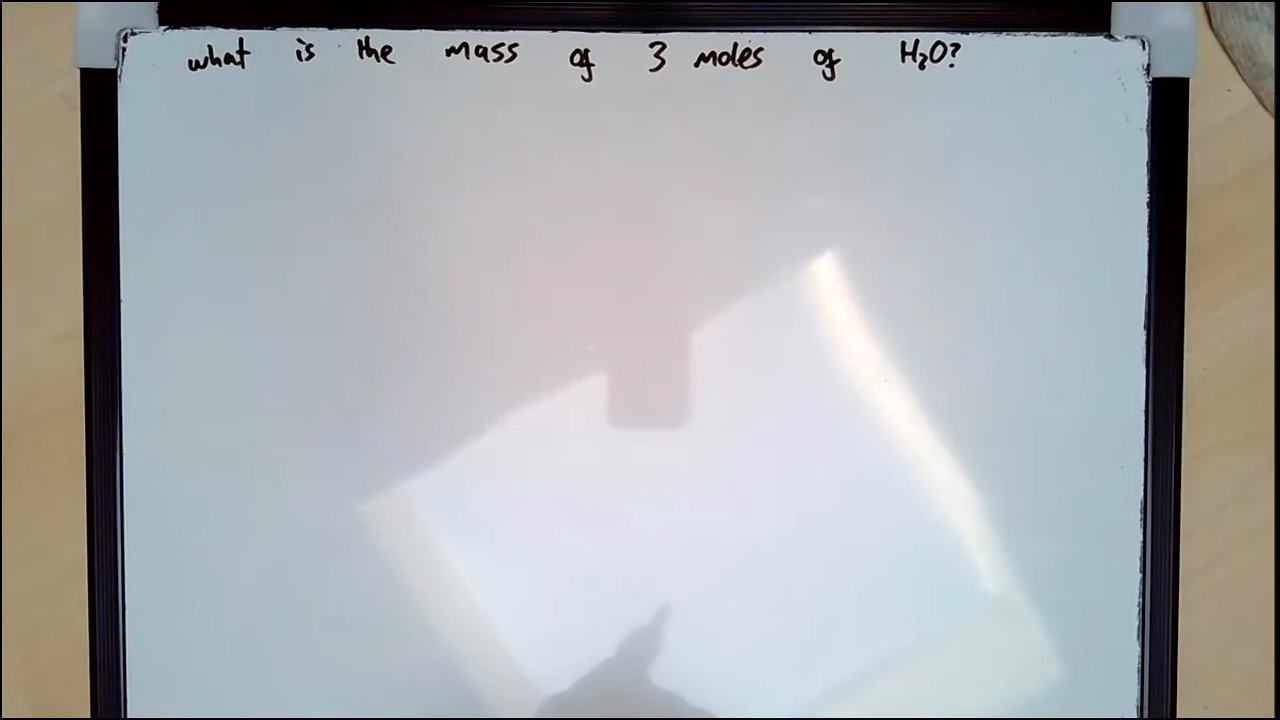 what is the mass of 3 moles of H₂O?